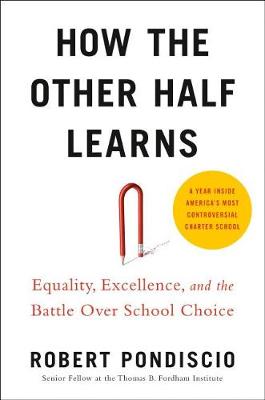 HOW THE
OTHER HALF
LEARNS
A YEAR INSIDE
AMERICA'S MOST
CONTROVERSIAL
CHARTER SCHOOL
Equality, Excellence, and the
Battle Over School Choice
ROBERT PONDISCIO
Senior Fellow at the Thomas B. Fordham Institute